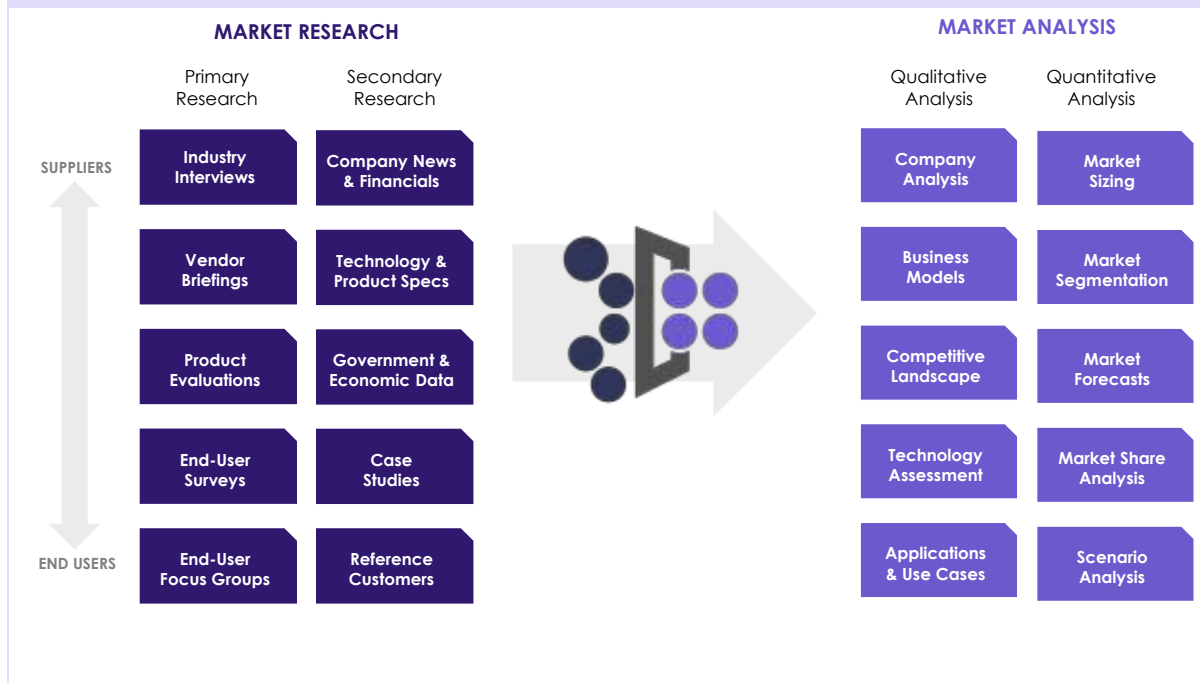 MARKET RESEARCH
MARKET ANALYSIS
Primary
Research
Secondary
Research
Qualitative
Analysis
Quantitative
Analysis
SUPPLIERS
END USERS
Industry
Interviews
Company News
& Financials
Vendor
Briefings
Technology &
Product Specs
Product
Evaluations
Government &
Economic Data
End-User
Surveys
Case
Studies
End-User
Focus Groups
Reference
Customers
Company
Analysis
Market
Sizing
Business
Models
Market
Segmentation
Competitive
Landscape
Market
Forecasts
Technology
Assessment
Market Share
Analysis
Applications
& Use Cases
Scenario
Analysis